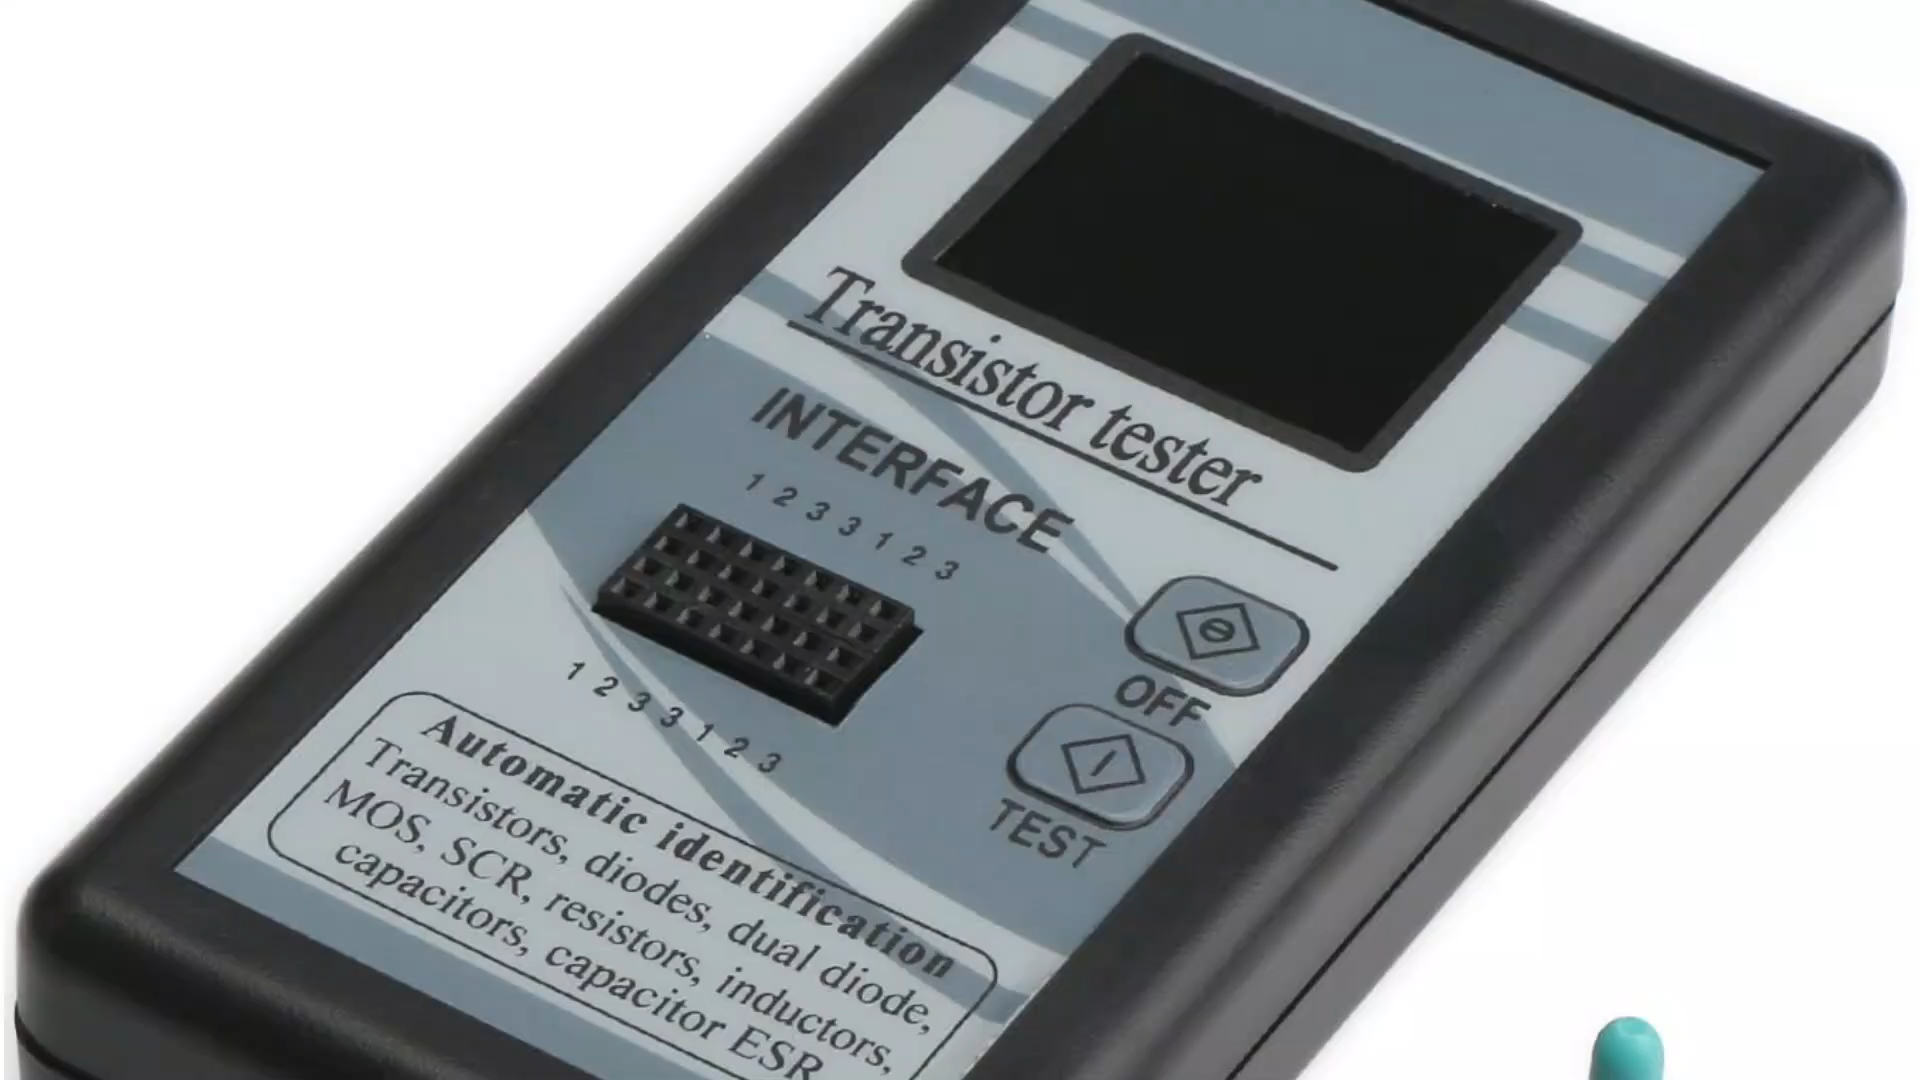 Transistor tester
INTERFACE
1 2 3 3 1 2 3
1 2 3 3 1 2 3
OFF
TEST
Automatic identification
Transistors, diodes, dual diode,
MOS, SCR, resistors, inductors,
capacitors, capacitor ESR